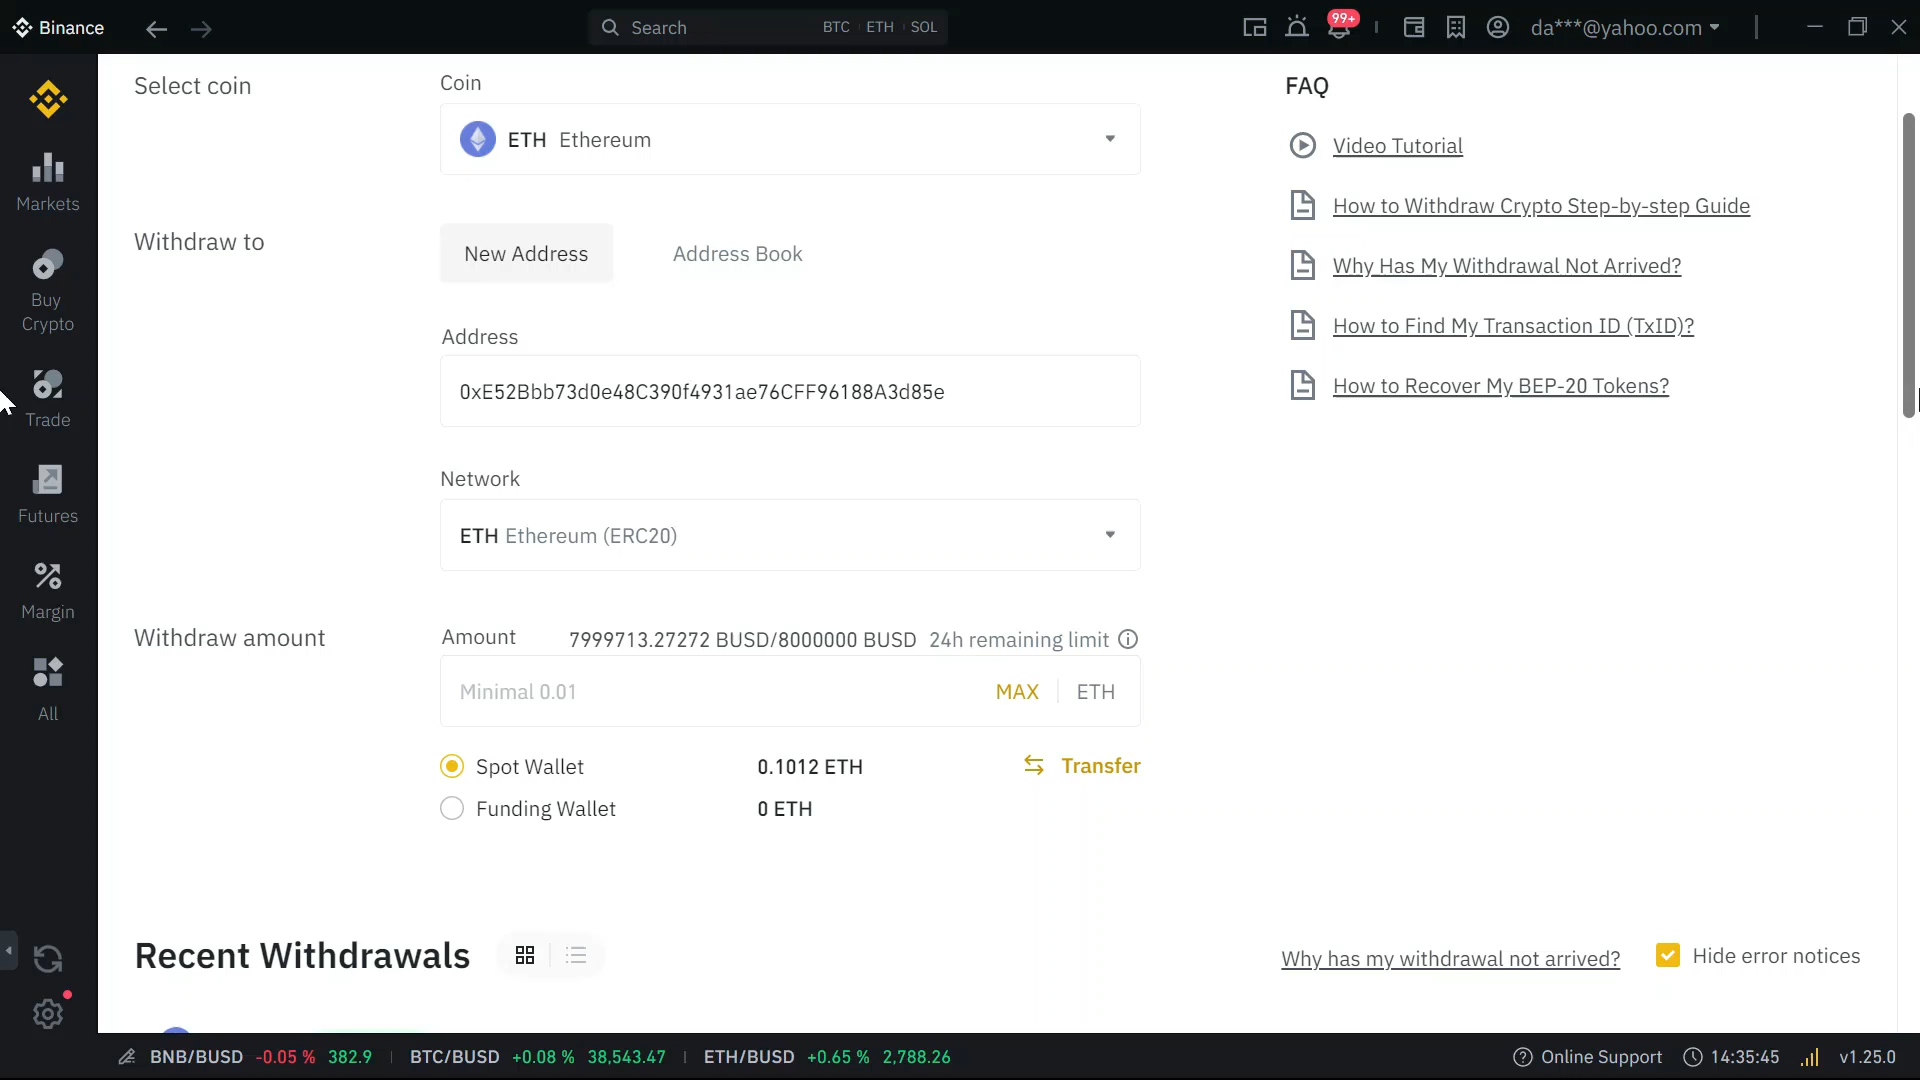 Binance
Search BTC ETH SOL
99+
da***@yahoo.com
Markets
Buy
Crypto
Trade
Futures
Margin
All
Select coin
Coin
ETH Ethereum
Withdraw to
New Address
Address Book
Address
0xE52Bbb73d0e48C390f4931ae76CFF96188A3d85e
Network
ETH Ethereum (ERC20)
Withdraw amount
Amount 7999713.27272 BUSD/8000000 BUSD 24h remaining limit
Minimal 0.01 MAX ETH
Spot Wallet 0.1012 ETH Transfer
Funding Wallet 0 ETH
FAQ
Video Tutorial
How to Withdraw Crypto Step-by-step Guide
Why Has My Withdrawal Not Arrived?
How to Find My Transaction ID (TxID)?
How to Recover My BEP-20 Tokens?
Recent Withdrawals
Why has my withdrawal not arrived?
Hide error notices
BNB/BUSD -0.05 % 382.9 BTC/BUSD +0.08 % 38,543.47 ETH/BUSD +0.65 % 2,788.26
Online Support 14:35:45 v1.25.0